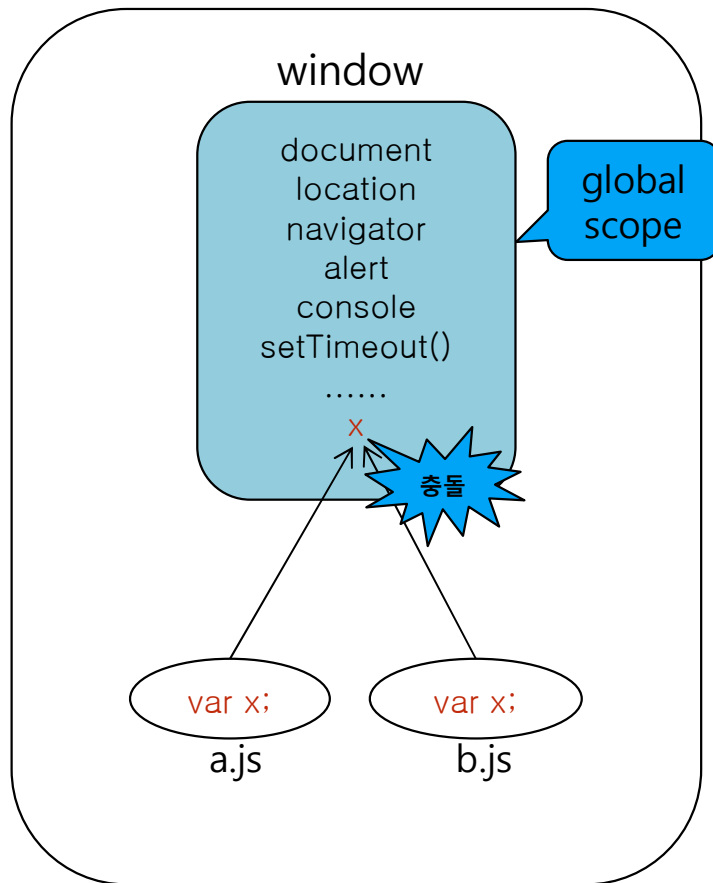 window
document
location
navigator
alert
console
setTimeout()
......
x
global
scope
충돌
var x;
a.js
var x;
b.js